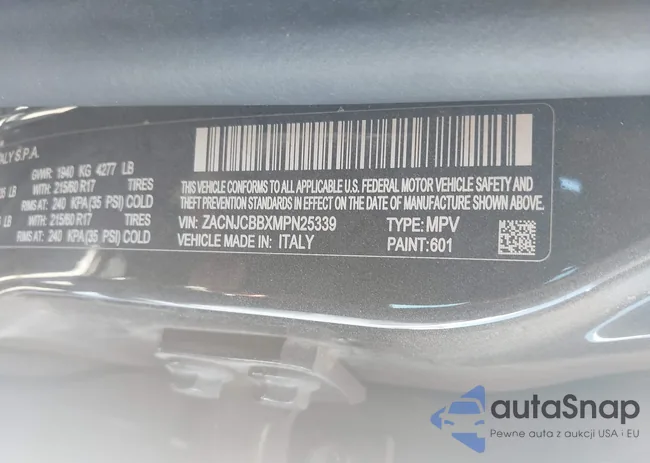 ALY S.P.A.
GVWR: 1940 KG 4277 LB
LB WITH: 215/60 R17 TIRES
RIMS AT: 240 KPA(35 PSI) COLD
LB WITH: 215/60 R17 TIRES
RIMS AT: 240 KPA(35 PSI) COLD
THIS VEHICLE CONFORMS TO ALL APPLICABLE U.S. FEDERAL MOTOR VEHICLE SAFETY AND
THEFT PREVENTION STANDARDS IN EFFECT ON THE DATE OF MANUFACTURE SHOWN ABOVE.
VIN: ZACNJCBBXMPN25339 TYPE: MPV
VEHICLE MADE IN: ITALY PAINT: 601
autoSnap
Pewne auta z aukcji USA i EU